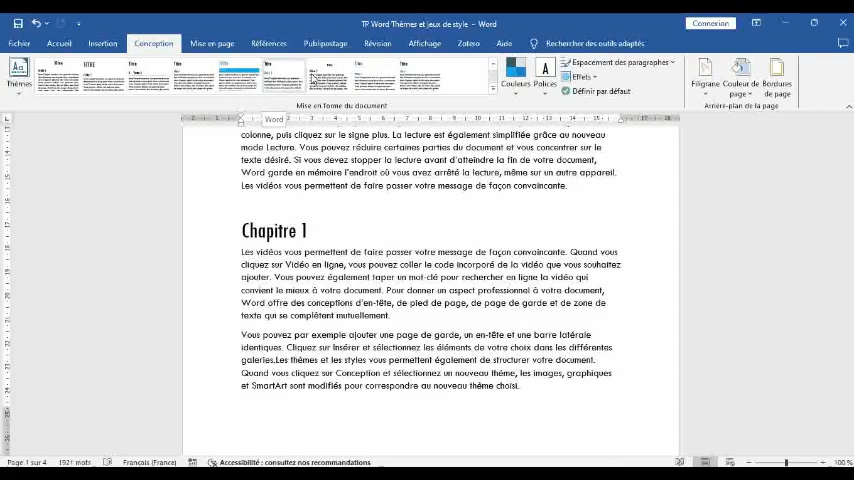 TP Word Thèmes et jeux de style - Word
Connexion
Fichier Accueil Insertion Conception Mise en page Références Publipostage Révision Affichage Zotero Aide Rechercher des outils adaptés
Thèmes
Couleurs Polices
Espacement des paragraphes
Effets
Définir par défaut
Filigrane Couleur de page Bordures de page
Mise en forme du document
Arrière-plan de la page
Word
colonne, puis cliquez sur le signe plus. La lecture est également simplifiée grâce au nouveau
mode Lecture. Vous pouvez réduire certaines parties du document et vous concentrer sur le
texte désiré. Si vous devez stopper la lecture avant d'atteindre la fin de votre document,
Word garde en mémoire l'endroit où vous avez arrêté la lecture, même sur un autre appareil.
Les vidéos vous permettent de faire passer votre message de façon convaincante.
Chapitre 1
Les vidéos vous permettent de faire passer votre message de façon convaincante. Quand vous
cliquez sur Vidéo en ligne, vous pouvez coller le code incorporé de la vidéo que vous souhaitez
ajouter. Vous pouvez également taper un mot-clé pour rechercher en ligne la vidéo qui
convient le mieux à votre document. Pour donner un aspect professionnel à votre document,
Word offre des conceptions d'en-tête, de pied de page, de page de garde et de zone de
texte qui se complètent mutuellement.
Vous pouvez par exemple ajouter une page de garde, un en-tête et une barre latérale
identiques. Cliquez sur Insérer et sélectionnez les éléments de votre choix dans les différentes
galeries.Les thèmes et les styles vous permettent également de structurer votre document.
Quand vous cliquez sur Conception et sélectionnez un nouveau thème, les images, graphiques
et SmartArt sont modifiés pour correspondre au nouveau thème choisi.
Page 1 sur 4 1921 mots Français (France) Accessibilité : consultez nos recommandations 100 %